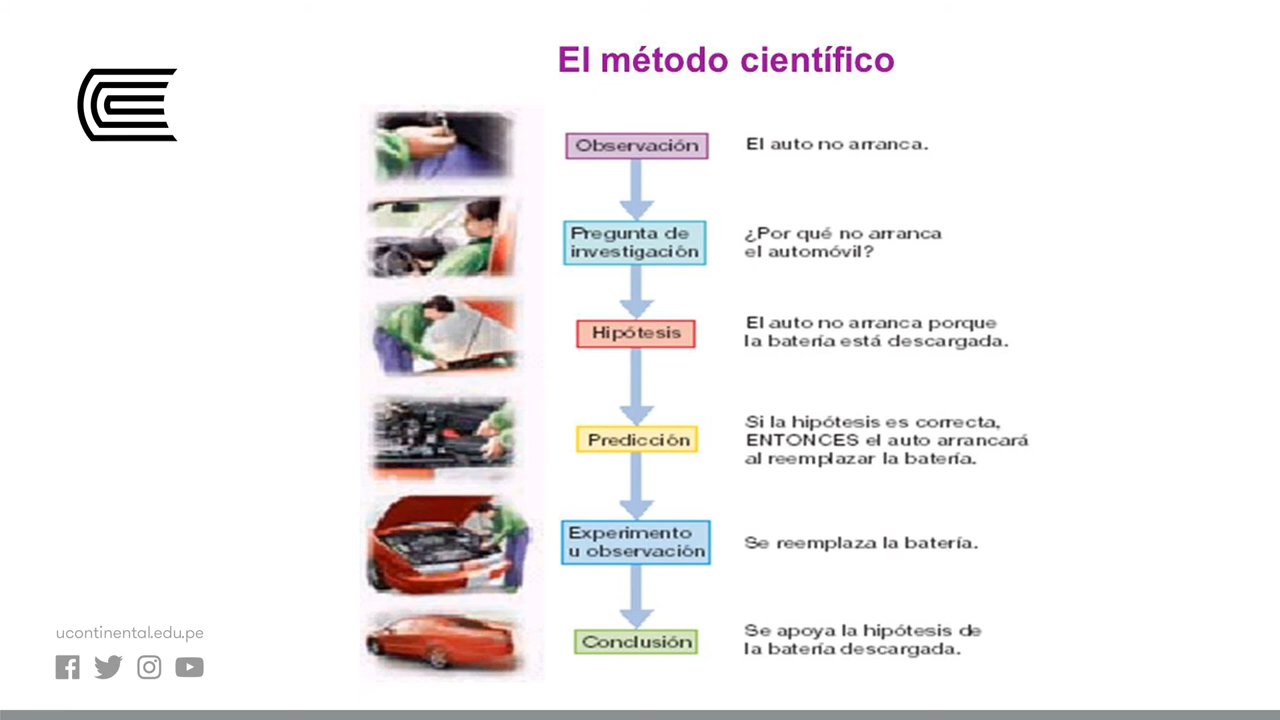 El método científico
Observación
El auto no arranca.
Pregunta de
investigación
¿Por qué no arranca
el automóvil?
Hipótesis
El auto no arranca porque
la batería está descargada.
Predicción
Si la hipótesis es correcta,
ENTONCES el auto arrancará
al reemplazar la batería.
Experimento
u observación
Se reemplaza la batería.
Conclusión
Se apoya la hipótesis de
la batería descargada.
ucontinental.edu.pe